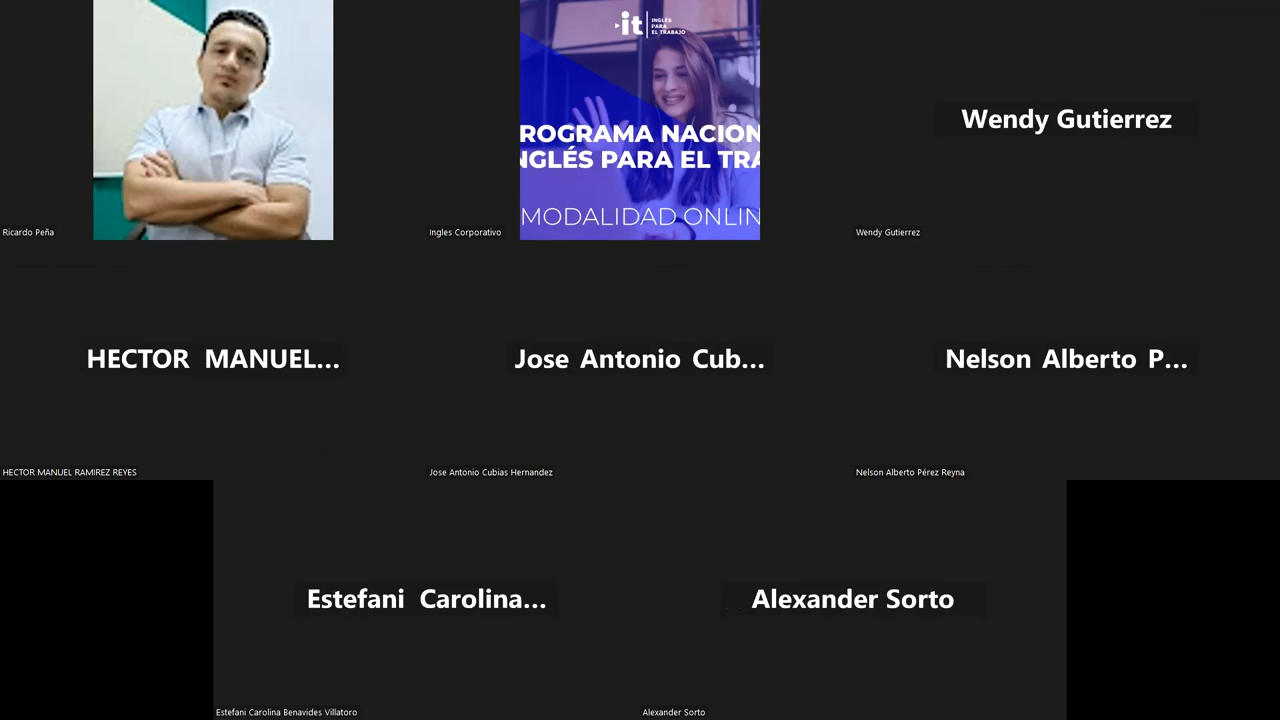 Ricardo Peña
it
INGLÉS
PARA
EL TRABAJO
ROGRAMA NACION
NGLÉS PARA EL TRA
MODALIDAD ONLIN
Ingles Corporativo
Wendy Gutierrez
Wendy Gutierrez
HECTOR MANUEL...
HECTOR MANUEL RAMIREZ REYES
Jose Antonio Cub...
Jose Antonio Cubias Hernandez
Nelson Alberto P...
Nelson Alberto Pérez Reyna
Estefani Carolina...
Estefani Carolina Benavides Villatoro
Alexander Sorto
Alexander Sorto